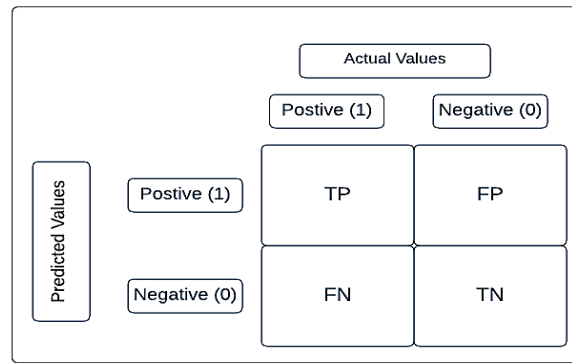 Actual Values
Postive (1)
Negative (0)
Predicted Values
Postive (1)
TP
FP
Negative (0)
FN
TN